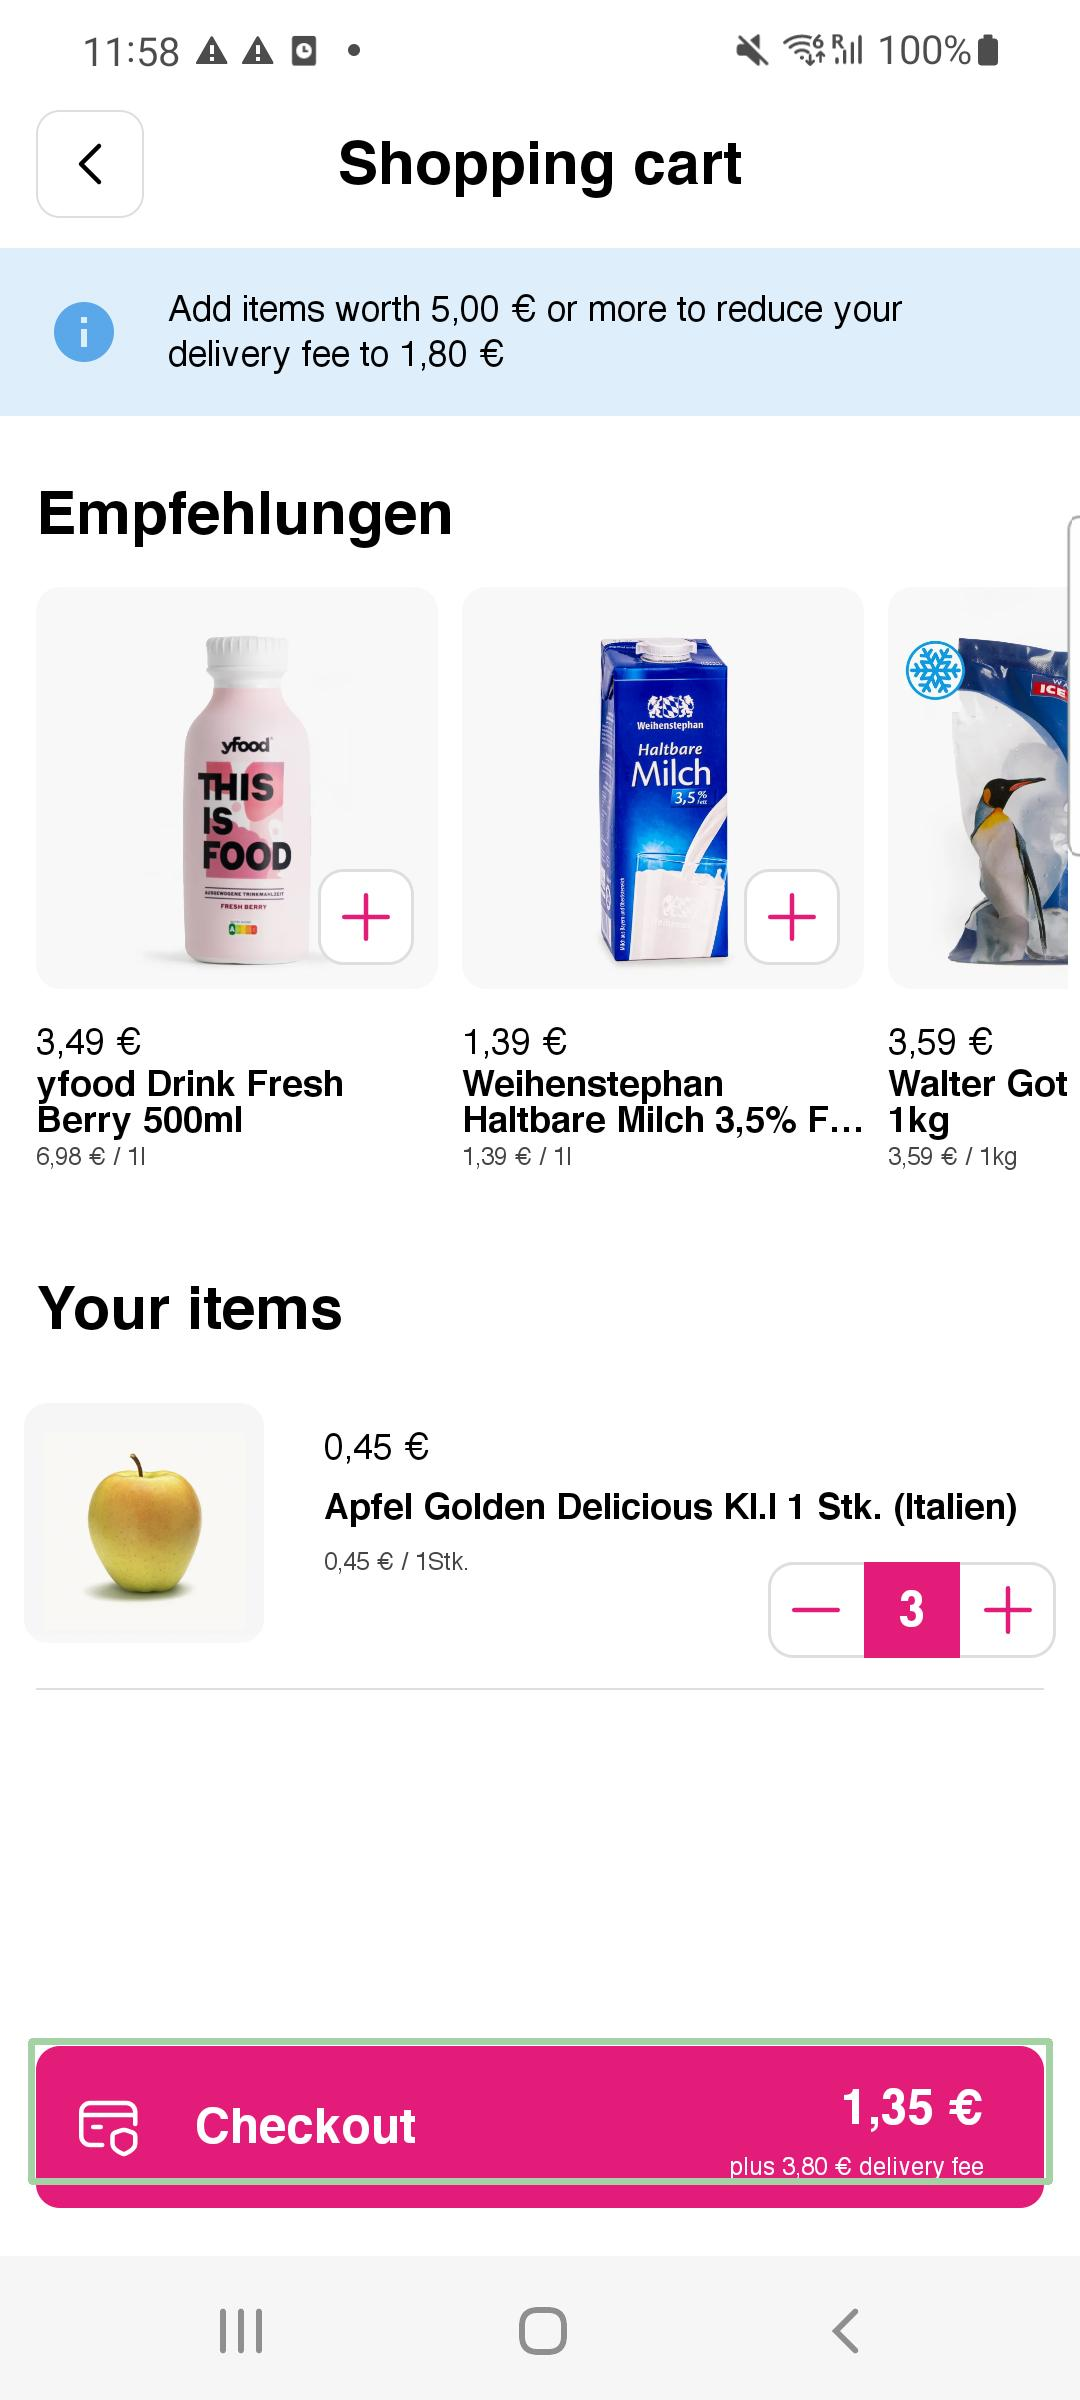 11:58
R 100%
Shopping cart
Add items worth 5,00 € or more to reduce your
delivery fee to 1,80 €
Empfehlungen
yfood
THIS
IS
FOOD
AUSGEWOGENE TRINKMAHLZEIT
FRESH BERRY
Weihenstephan
Haltbare
Milch
3,5%
ICE
3,49 €
yfood Drink Fresh
Berry 500ml
6,98 € / 1l
1,39 €
Weihenstephan
Haltbare Milch 3,5% F...
1,39 € / 1l
3,59 €
Walter Got
1kg
3,59 € / 1kg
Your items
0,45 €
Apfel Golden Delicious Kl.I 1 Stk. (Italien)
0,45 € / 1Stk.
3
Checkout
1,35 €
plus 3,80 € delivery fee